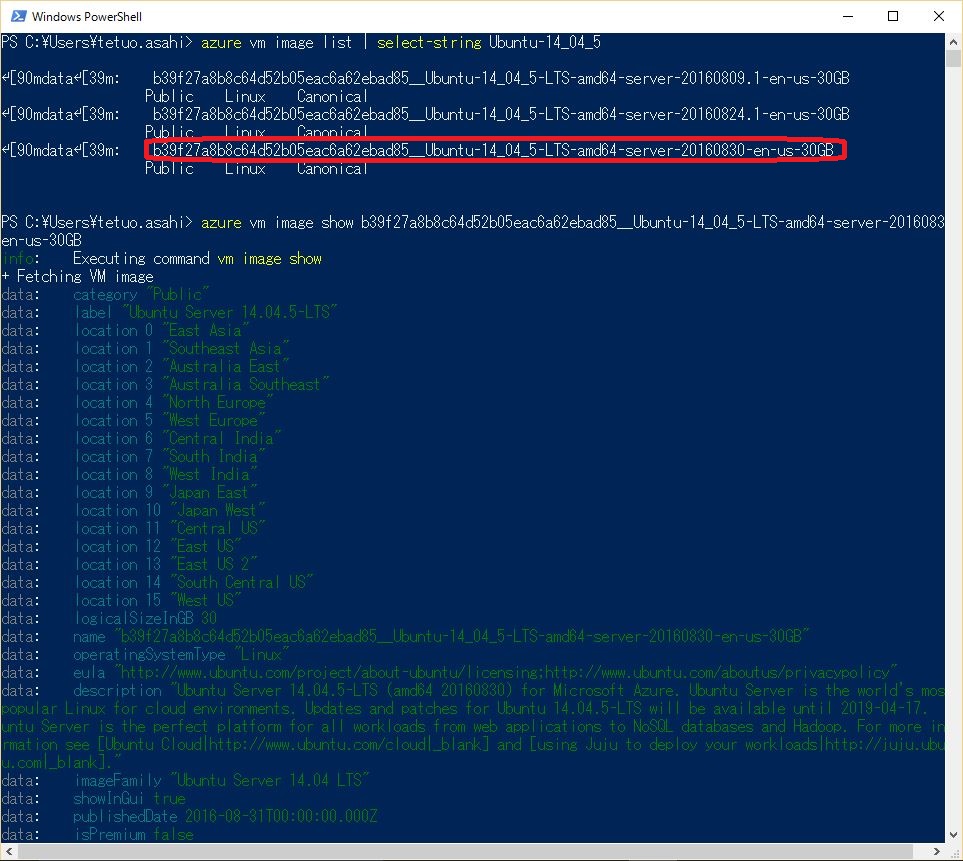 Windows PowerShell
PS C:\Users\tetuo.asahi> azure vm image list | select-string Ubuntu-14_04_5
←[90mdata←[39m:    b39f27a8b8c64d52b05eac6a62ebad85__Ubuntu-14_04_5-LTS-amd64-server-20160809.1-en-us-30GB
Public    Linux    Canonical
←[90mdata←[39m:    b39f27a8b8c64d52b05eac6a62ebad85__Ubuntu-14_04_5-LTS-amd64-server-20160824.1-en-us-30GB
Public    Linux    Canonical
←[90mdata←[39m:    b39f27a8b8c64d52b05eac6a62ebad85__Ubuntu-14_04_5-LTS-amd64-server-20160830-en-us-30GB
Public    Linux    Canonical
PS C:\Users\tetuo.asahi> azure vm image show b39f27a8b8c64d52b05eac6a62ebad85__Ubuntu-14_04_5-LTS-amd64-server-2016083
en-us-30GB
info:    Executing command vm image show
+ Fetching VM image
data:    category "Public"
data:    label "Ubuntu Server 14.04.5-LTS"
data:    location 0 "East Asia"
data:    location 1 "Southeast Asia"
data:    location 2 "Australia East"
data:    location 3 "Australia Southeast"
data:    location 4 "North Europe"
data:    location 5 "West Europe"
data:    location 6 "Central India"
data:    location 7 "South India"
data:    location 8 "West India"
data:    location 9 "Japan East"
data:    location 10 "Japan West"
data:    location 11 "Central US"
data:    location 12 "East US"
data:    location 13 "East US 2"
data:    location 14 "South Central US"
data:    location 15 "West US"
data:    logicalSizeInGB 30
data:    name "b39f27a8b8c64d52b05eac6a62ebad85__Ubuntu-14_04_5-LTS-amd64-server-20160830-en-us-30GB"
data:    operatingSystemType "Linux"
data:    eula "http://www.ubuntu.com/project/about-ubuntu/licensing;http://www.ubuntu.com/aboutus/privacypolicy"
data:    description "Ubuntu Server 14.04.5-LTS (amd64 20160830) for Microsoft Azure. Ubuntu Server is the world's mos
popular Linux for cloud environments. Updates and patches for Ubuntu 14.04.5-LTS will be available until 2019-04-17.
untu Server is the perfect platform for all workloads from web applications to NoSQL databases and Hadoop. For more in
rmation see [Ubuntu Cloud|http://www.ubuntu.com/cloud|_blank] and [using Juju to deploy your workloads|http://juju.ubu
u.com|_blank]."
data:    imageFamily "Ubuntu Server 14.04 LTS"
data:    showInGui true
data:    publishedDate 2016-08-31T00:00:00.000Z
data:    isPremium false